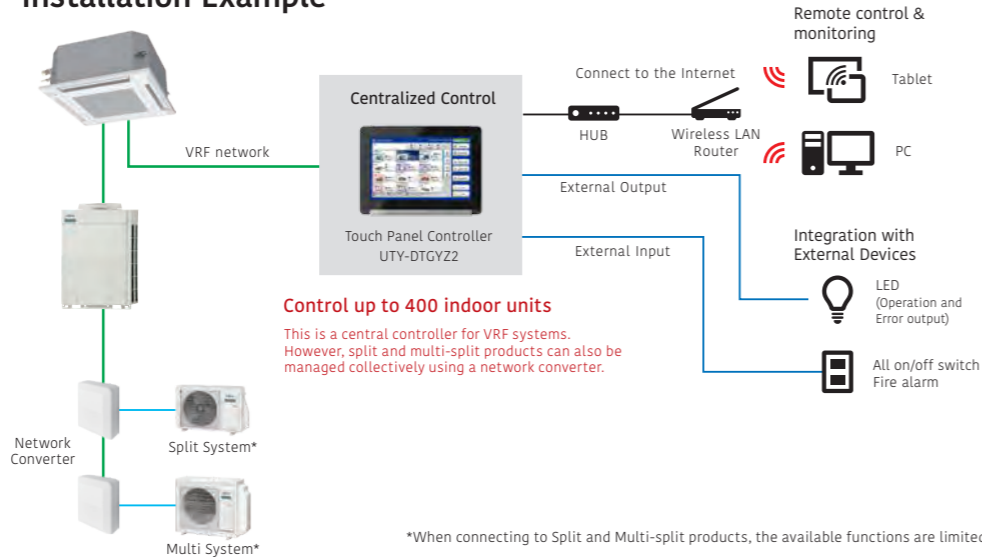 Installation Example
Remote control &
monitoring
Connect to the Internet
Tablet
Centralized Control
HUB
Wireless LAN
Router
PC
VRF network
External Output
Touch Panel Controller
UTY-DTGYZ2
External Input
Integration with
External Devices
LED
(Operation and
Error output)
Control up to 400 indoor units
This is a central controller for VRF systems.
However, split and multi-split products can also be
managed collectively using a network converter.
All on/off switch
Fire alarm
Network
Converter
Split System*
Multi System*
*When connecting to Split and Multi-split products, the available functions are limited